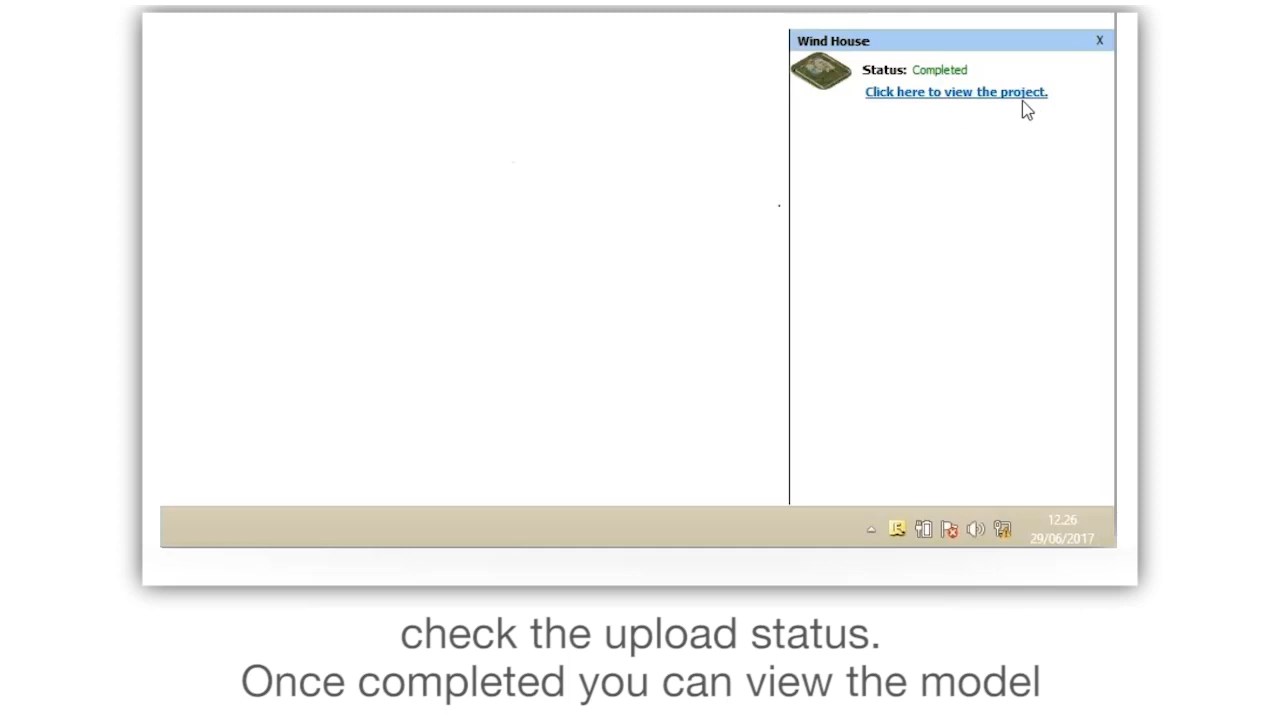 Wind House X
Status: Completed
Click here to view the project.
12.26
29/06/2017
check the upload status.
Once completed you can view the model